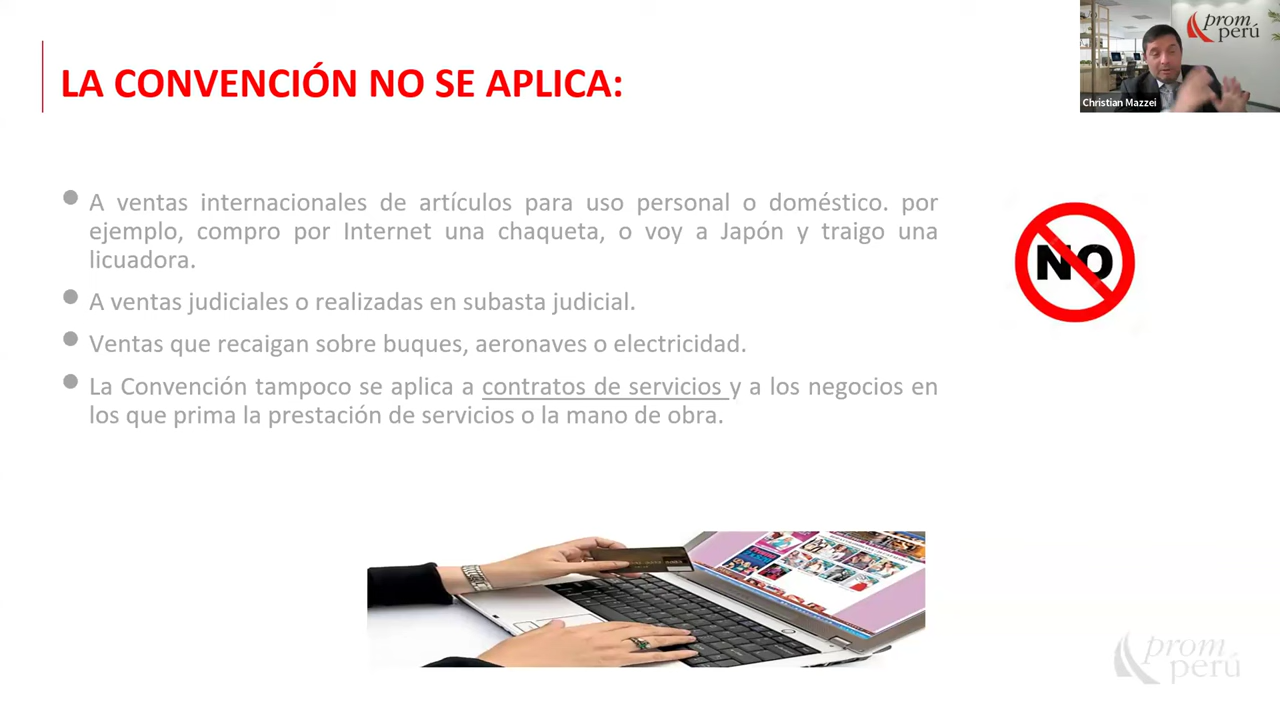 LA CONVENCIÓN NO SE APLICA:
prom
perú
Christian Mazzei
A ventas internacionales de artículos para uso personal o doméstico. por
ejemplo, compro por Internet una chaqueta, o voy a Japón y traigo una
licuadora.
A ventas judiciales o realizadas en subasta judicial.
Ventas que recaigan sobre buques, aeronaves o electricidad.
La Convención tampoco se aplica a contratos de servicios y a los negocios en
los que prima la prestación de servicios o la mano de obra.
NO
prom
perú